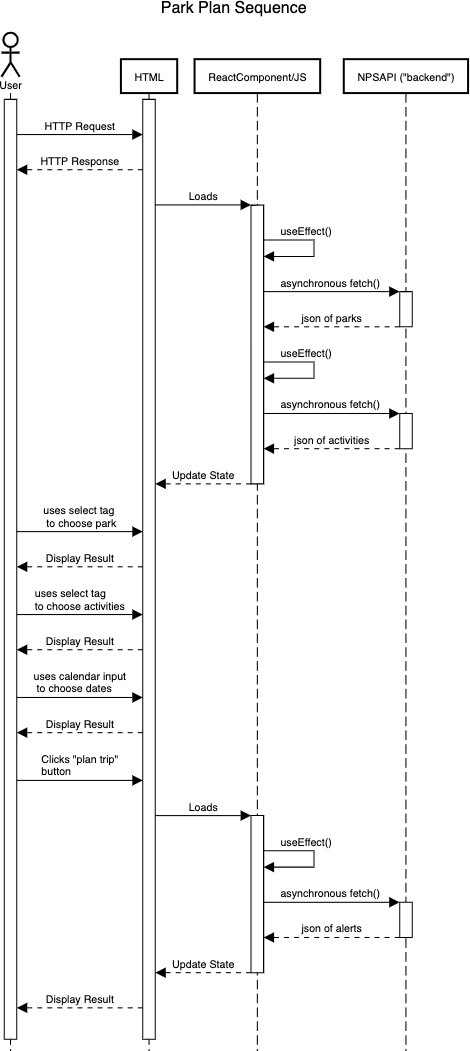 Park Plan Sequence
User
HTML
ReactComponent/JS
NPSAPI ("backend")
HTTP Request
HTTP Response
Loads
useEffect()
asynchronous fetch()
json of parks
useEffect()
asynchronous fetch()
json of activities
Update State
uses select tag
to choose park
Display Result
uses select tag
to choose activities
Display Result
uses calendar input
to choose dates
Display Result
Clicks "plan trip"
button
Loads
useEffect()
asynchronous fetch()
json of alerts
Update State
Display Result